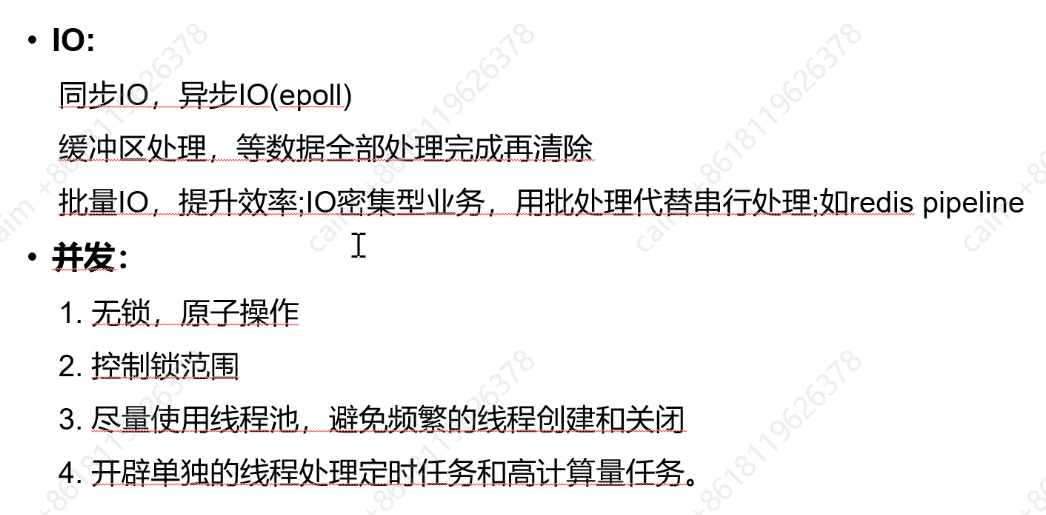 • IO:
同步IO，异步IO(epoll)
缓冲区处理，等数据全部处理完成再清除
批量IO，提升效率;IO密集型业务，用批处理代替串行处理;如redis pipeline
• 并发：
1. 无锁，原子操作
2. 控制锁范围
3. 尽量使用线程池，避免频繁的线程创建和关闭
4. 开辟单独的线程处理定时任务和高计算量任务。